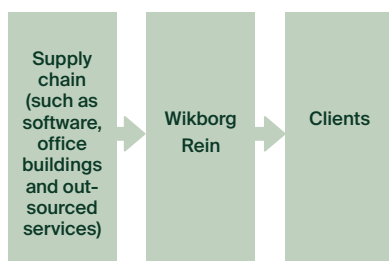 Supply
chain
(such as
software,
office
buildings
and out-
sourced
services)
Wikborg
Rein
Clients